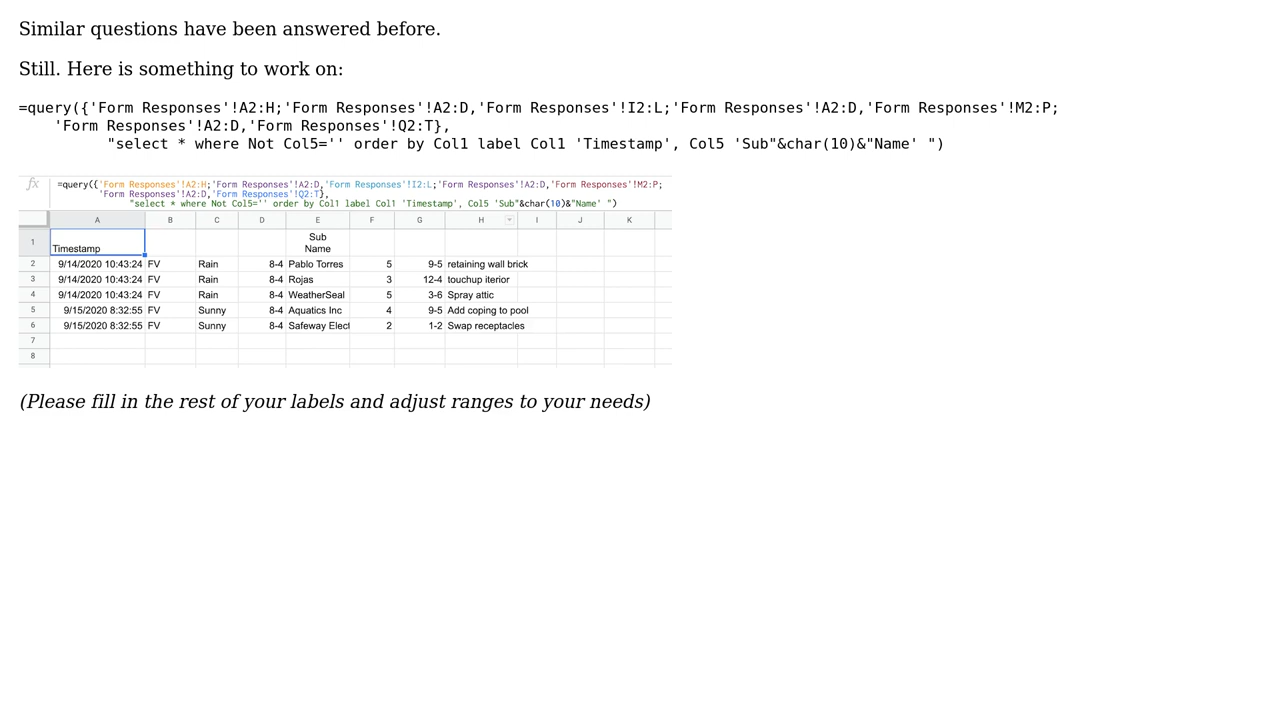 Similar questions have been answered before.
Still. Here is something to work on:
=query({'Form Responses'!A2:H;'Form Responses'!A2:D,'Form Responses'!I2:L;'Form Responses'!A2:D,'Form Responses'!M2:P;
'Form Responses'!A2:D,'Form Responses'!Q2:T},
"select * where Not Col5='' order by Col1 label Col1 'Timestamp', Col5 'Sub"&char(10)&"Name' ")
fx =query({'Form Responses'!A2:H;'Form Responses'!A2:D,'Form Responses'!I2:L;'Form Responses'!A2:D,'Form Responses'!M2:P;
'Form Responses'!A2:D,'Form Responses'!Q2:T},
"select * where Not Col5='' order by Col1 label Col1 'Timestamp', Col5 'Sub"&char(10)&"Name' ")
A B C D E F G H I J K
1 Timestamp Sub
Name
2 9/14/2020 10:43:24 FV Rain 8-4 Pablo Torres 5 9-5 retaining wall brick
3 9/14/2020 10:43:24 FV Rain 8-4 Rojas 3 12-4 touchup iterior
4 9/14/2020 10:43:24 FV Rain 8-4 WeatherSeal 5 3-6 Spray attic
5 9/15/2020 8:32:55 FV Sunny 8-4 Aquatics Inc 4 9-5 Add coping to pool
6 9/15/2020 8:32:55 FV Sunny 8-4 Safeway Elect 2 1-2 Swap receptacles
7
8
(Please fill in the rest of your labels and adjust ranges to your needs)